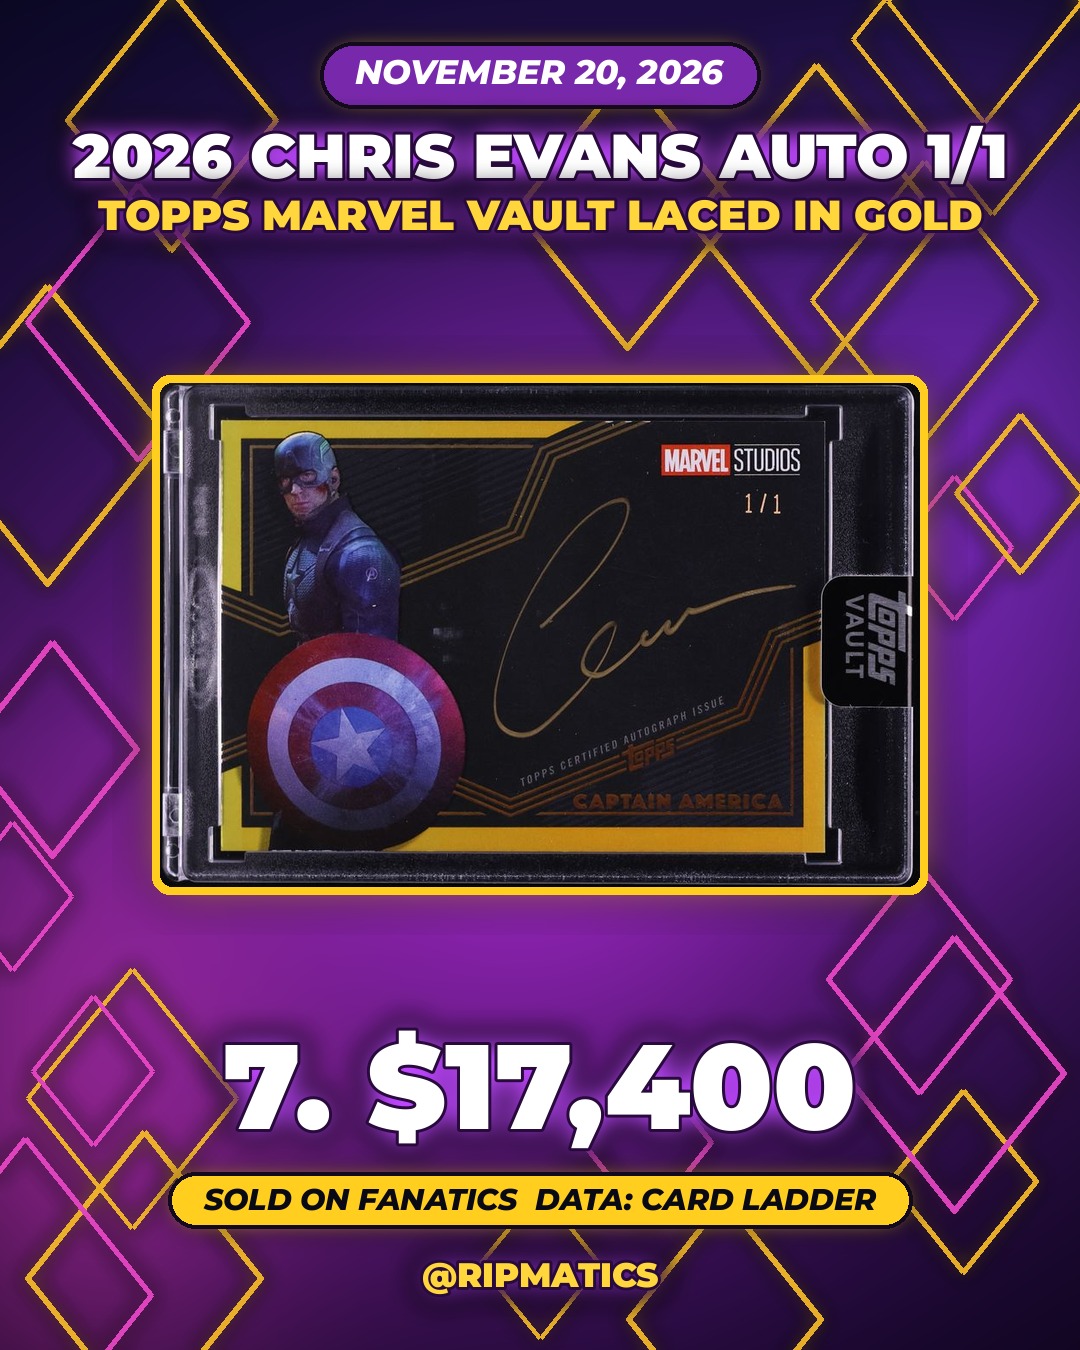 NOVEMBER 20, 2026
2026 CHRIS EVANS AUTO 1/1
TOPPS MARVEL VAULT LACED IN GOLD
MARVEL STUDIOS
1/1
TOPPS VAULT
TOPPS CERTIFIED AUTOGRAPH ISSUE
topps
CAPTAIN AMERICA
7. $17,400
SOLD ON FANATICS DATA: CARD LADDER
@RIPMATICS